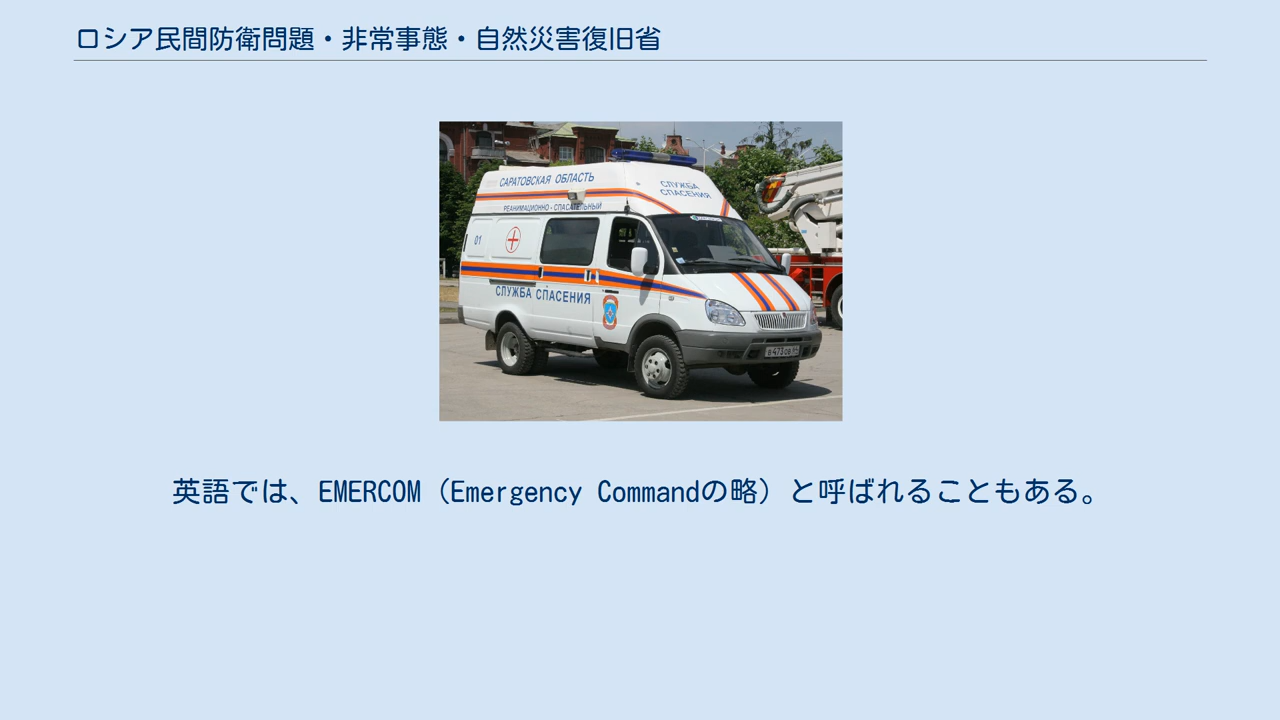 ロシア民間防衛問題・非常事態・自然災害復旧省
САРАТОВСКАЯ ОБЛАСТЬ
СЛУЖБА
СПАСЕНИЯ
РЕАНИМАЦИОННО - СПАСАТЕЛЬНЫЙ
01
СЛУЖБА СПАСЕНИЯ
英語では、EMERCOM（Emergency Commandの略）と呼ばれることもある。